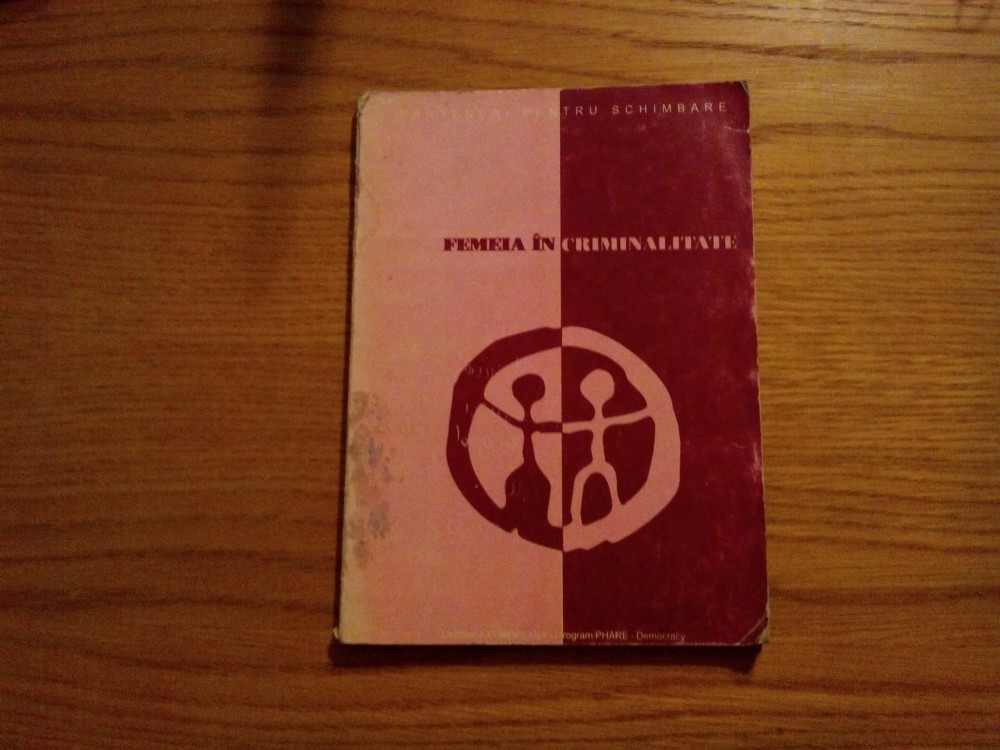 PENTRU SCHIMBARE
FEMEIA ÎN CRIMINALITATE
Program PHARE - Democracy